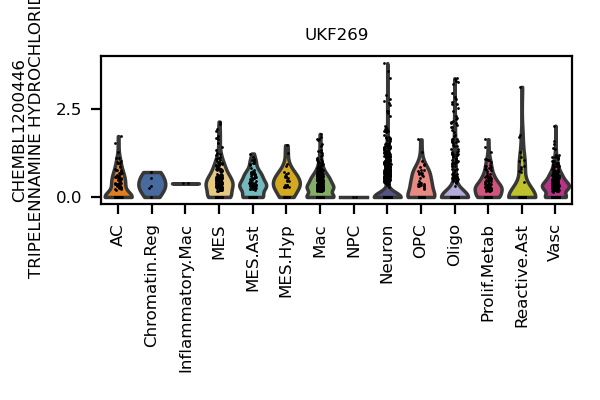 UKF269
CHEMBL1200446
TRIPELENNAMINE HYDROCHLORID
2.5
0.0
AC
Chromatin.Reg
Inflammatory.Mac
MES
MES.Ast
MES.Hyp
Mac
NPC
Neuron
OPC
Oligo
Prolif.Metab
Reactive.Ast
Vasc